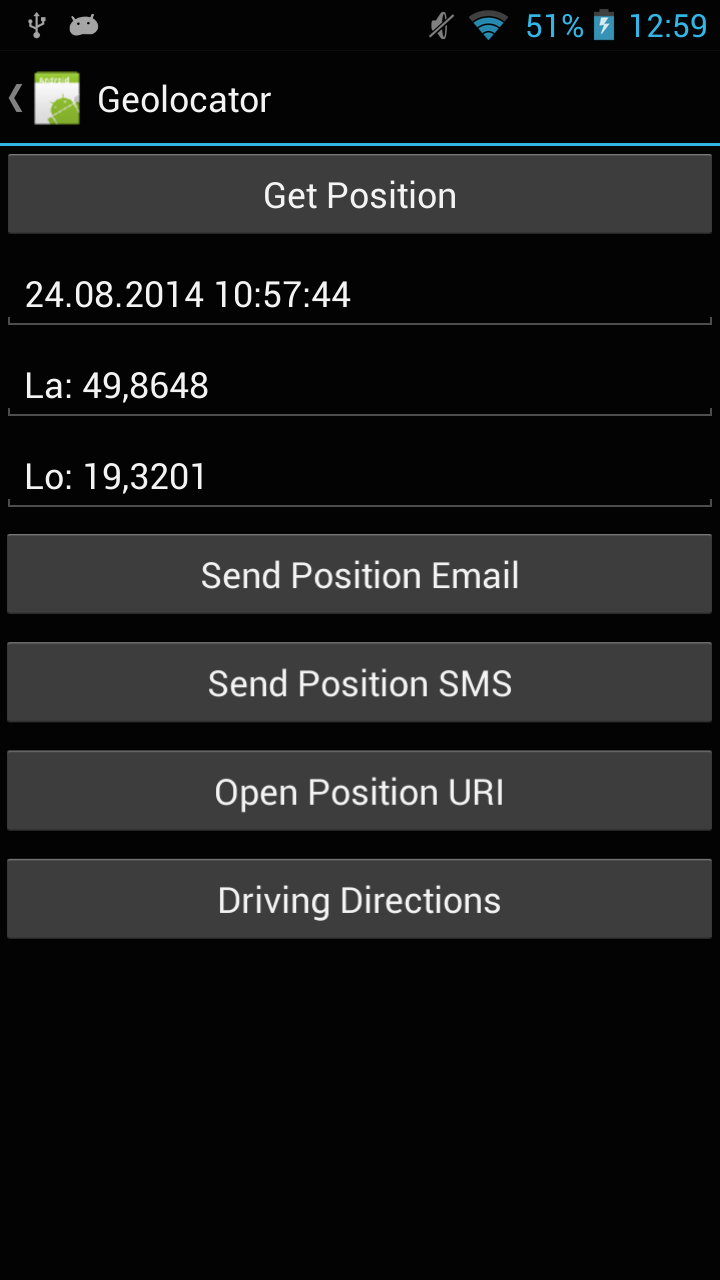 51% 12:59
Android
Geolocator
Get Position
24.08.2014 10:57:44
La: 49,8648
Lo: 19,3201
Send Position Email
Send Position SMS
Open Position URI
Driving Directions